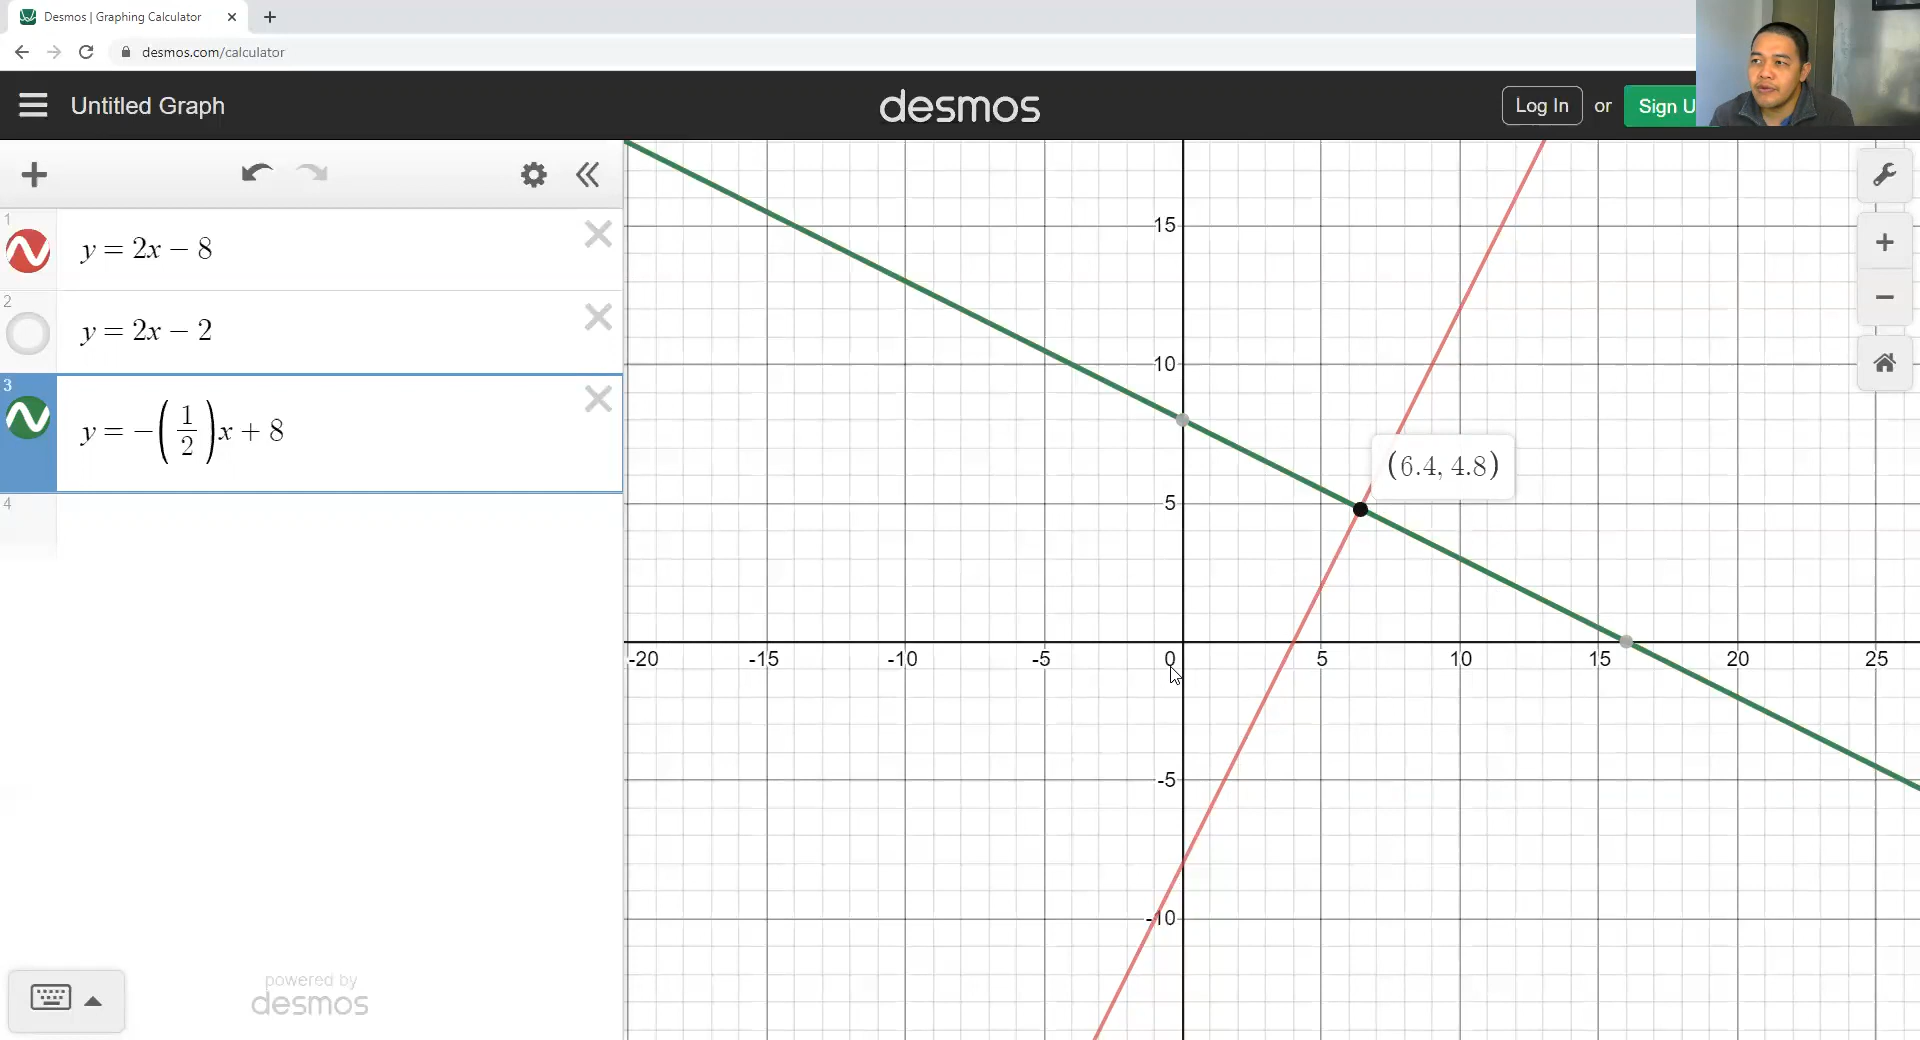 Desmos | Graphing Calculator
desmos.com/calculator
Untitled Graph
desmos
Log In or Sign U
1
y = 2x − 8
2
y = 2x − 2
3
y = −(1/2)x + 8
4
powered by
desmos
15
10
5
-5
-10
-20 -15 -10 -5 0 5 10 15 20 25
(6.4, 4.8)